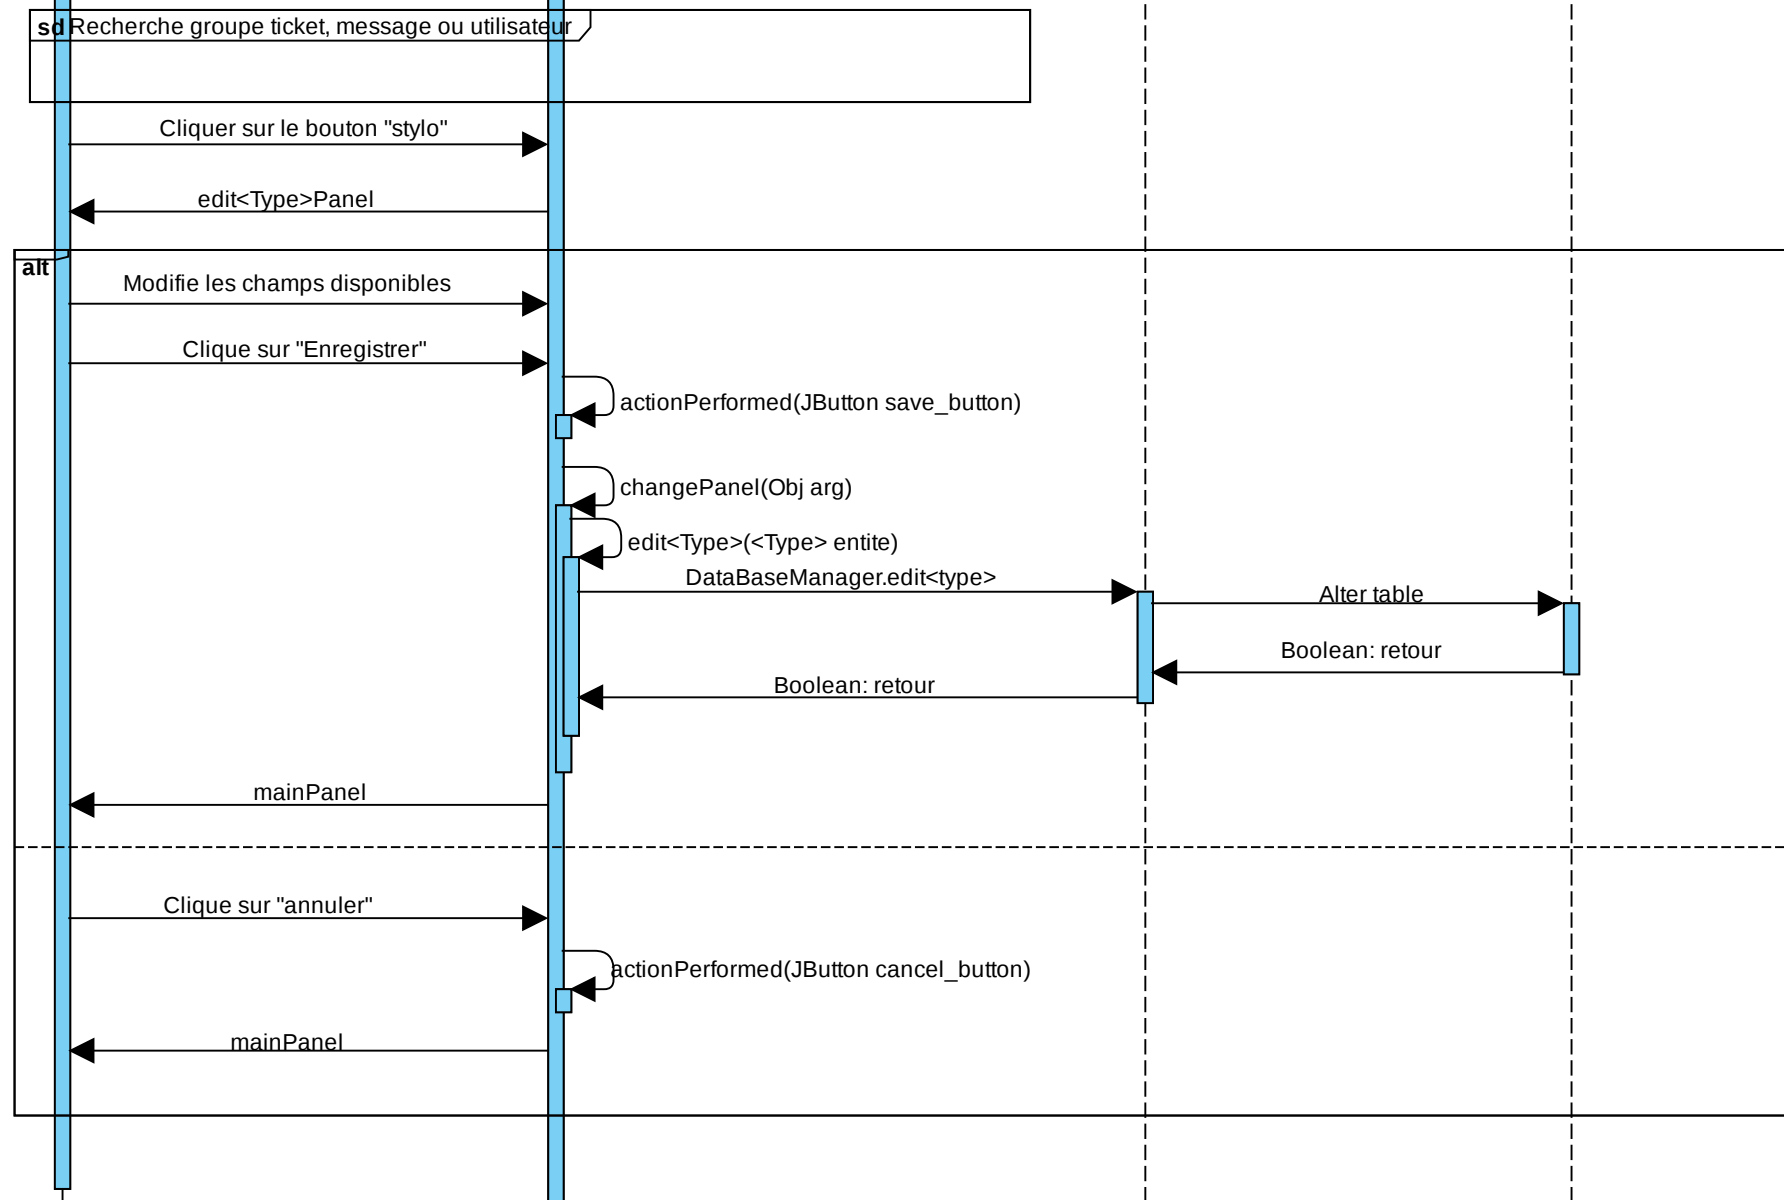 sd Recherche groupe ticket, message ou utilisateur
Cliquer sur le bouton "stylo"
edit<Type>Panel
alt
Modifie les champs disponibles
Clique sur "Enregistrer"
actionPerformed(JButton save_button)
changePanel(Obj arg)
edit<Type>(<Type> entite)
DataBaseManager.edit<type>
Alter table
Boolean: retour
Boolean: retour
mainPanel
Clique sur "annuler"
actionPerformed(JButton cancel_button)
mainPanel